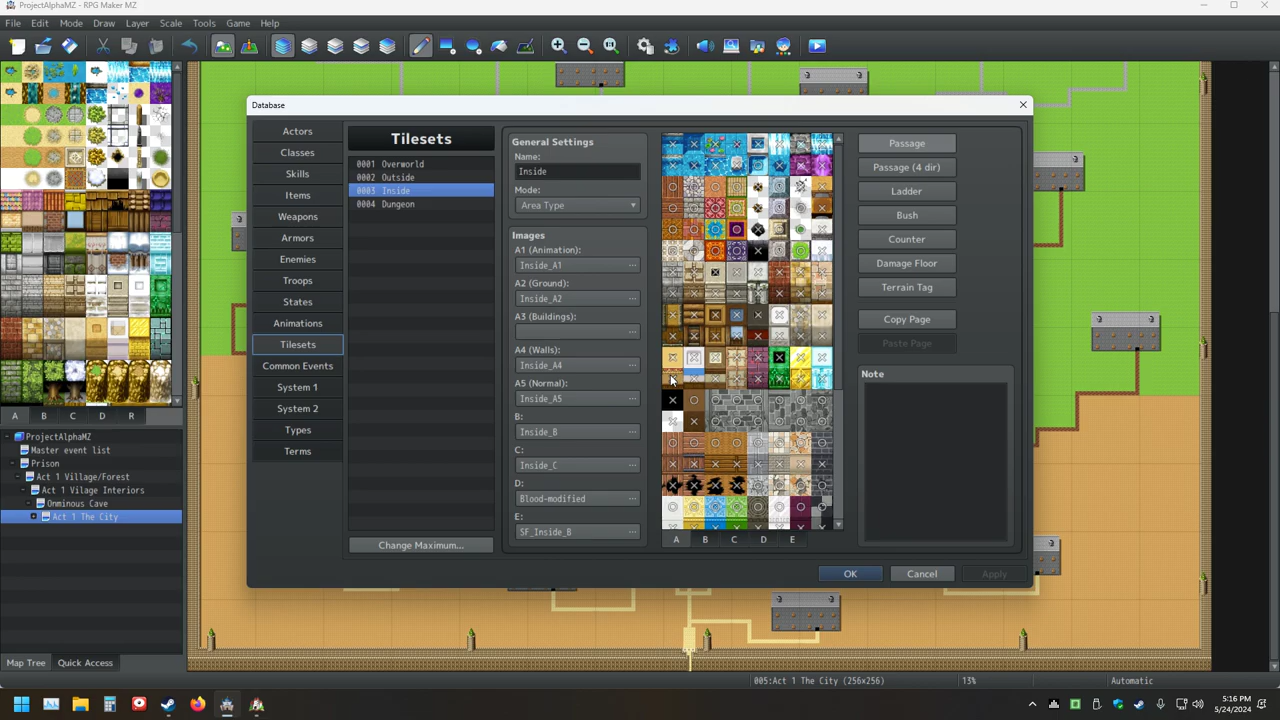 ProjectAlphaMZ - RPG Maker MZ
File Edit Mode Draw Layer Scale Tools Game Help
Database
Actors
Classes
Skills
Items
Weapons
Armors
Enemies
Troops
States
Animations
Tilesets
Common Events
System 1
System 2
Types
Terms
Tilesets
0001 Overworld
0002 Outside
0003 Inside
0004 Dungeon
Change Maximum...
General Settings
Name:
Inside
Mode:
Area Type
Images
A1 (Animation):
Inside_A1 ...
A2 (Ground):
Inside_A2 ...
A3 (Buildings):
...
A4 (Walls):
Inside_A4 ...
A5 (Normal):
Inside_A5 ...
B:
Inside_B ...
C:
Inside_C ...
D:
Blood-modified ...
E:
SF_Inside_B ...
A B C D E
Passage
Passage (4 dir)
Ladder
Bush
Counter
Damage Floor
Terrain Tag
Copy Page
Paste Page
Note
OK Cancel Apply
A B C D R
ProjectAlphaMZ
Master event list
Prison
Act 1 Village/Forest
Act 1 Vilage Interiors
Onminous Cave
Act 1 The City
Map Tree Quick Access
005:Act 1 The City (256x256) 13% Automatic
5:16 PM
5/24/2024